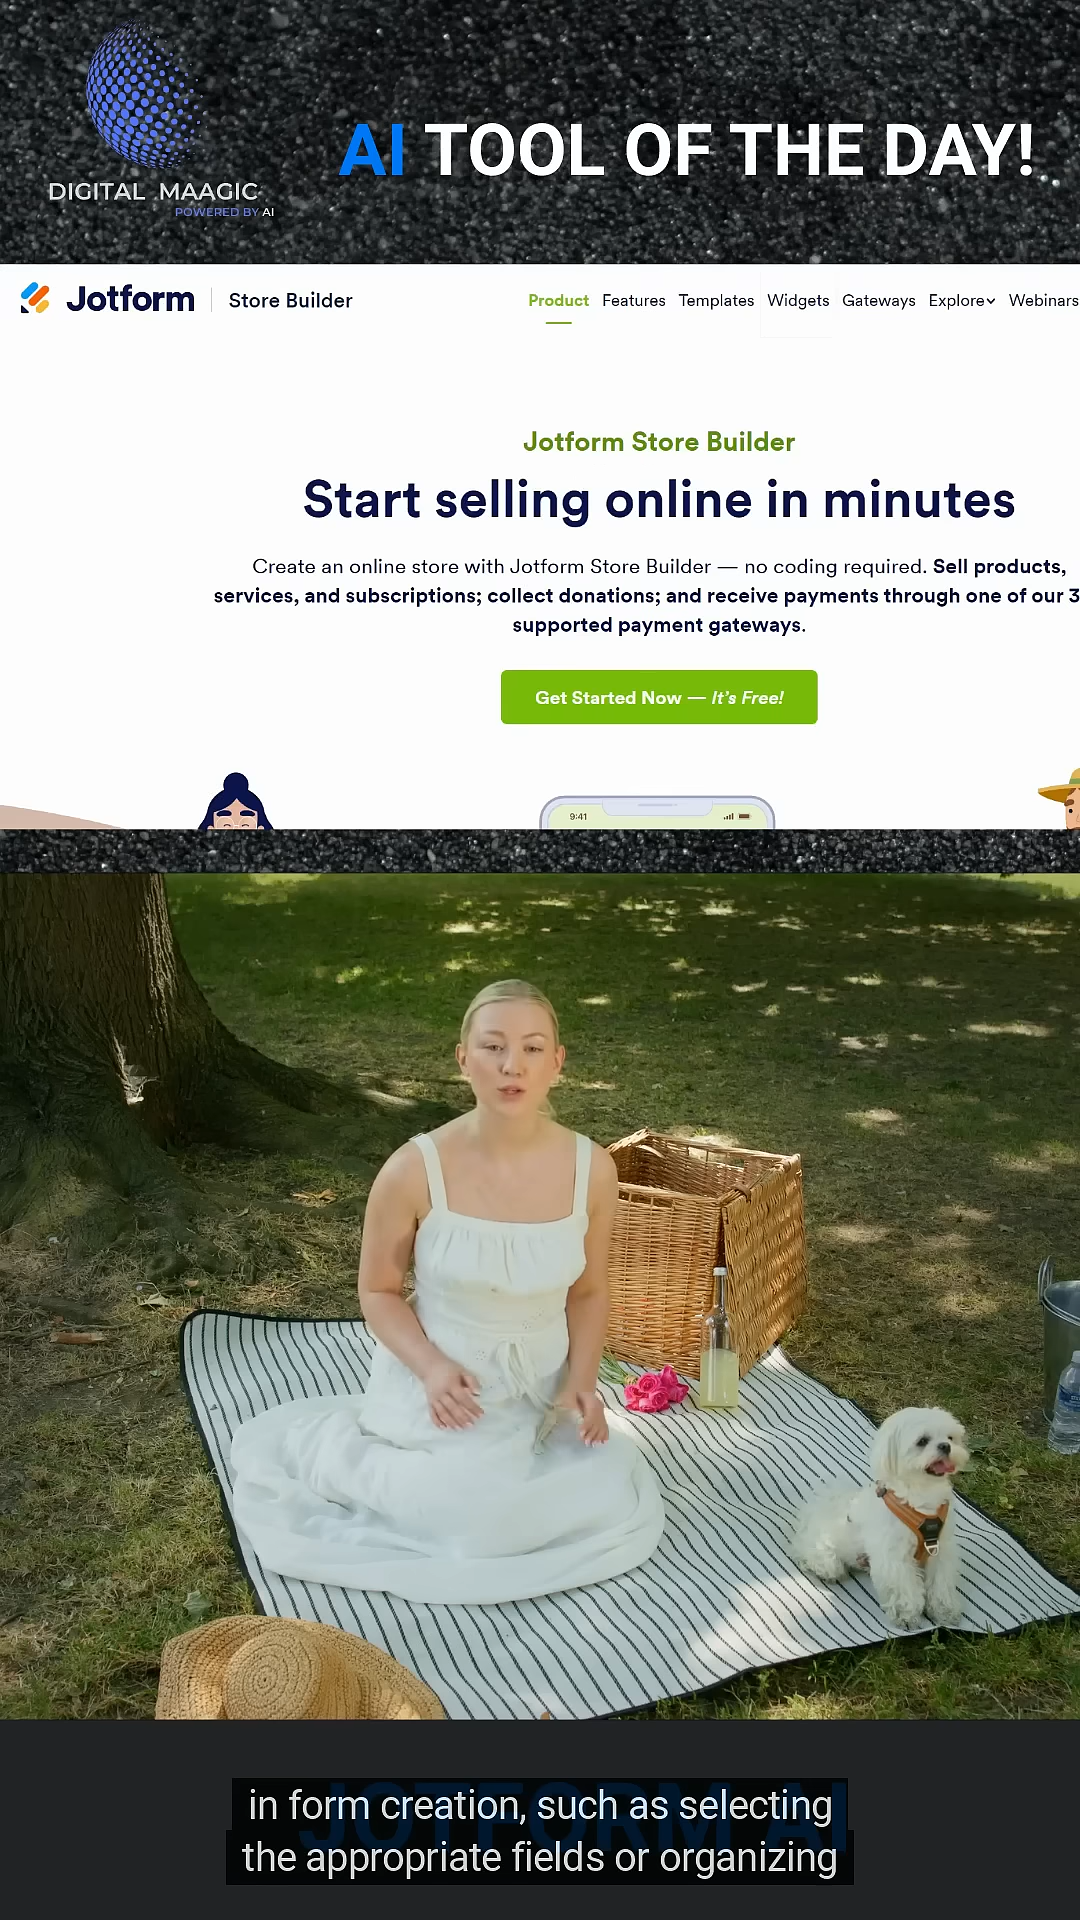 DIGITAL MAAGIC
POWERED BY AI
AI TOOL OF THE DAY!
Jotform Store Builder
Product Features Templates Widgets Gateways Explore Webinars
Jotform Store Builder
Start selling online in minutes
Create an online store with Jotform Store Builder — no coding required. Sell products,
services, and subscriptions; collect donations; and receive payments through one of our 3
supported payment gateways.
Get Started Now — It's Free!
9:41
JOTFORM AI
in form creation, such as selecting
the appropriate fields or organizing